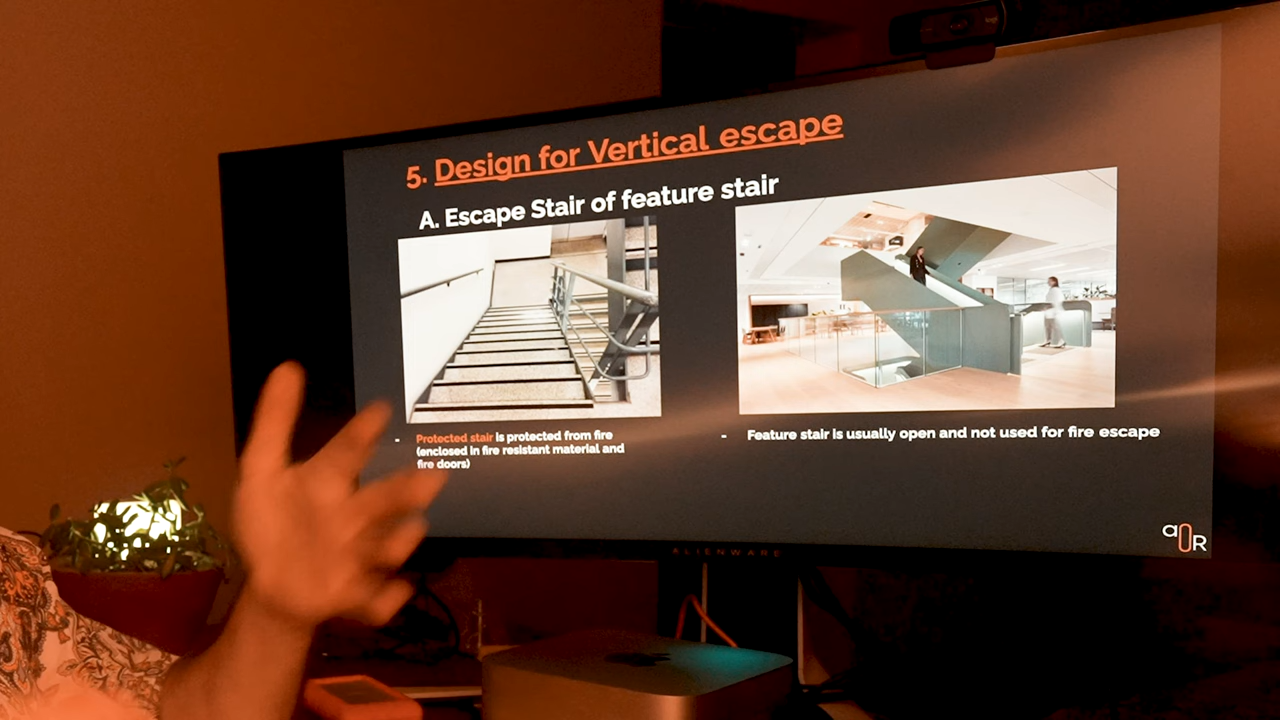 5. Design for Vertical escape
A. Escape Stair of feature stair
- Protected stair is protected from fire
(enclosed in fire resistant material and
fire doors)
- Feature stair is usually open and not used for fire escape
aOR
ALIENWARE